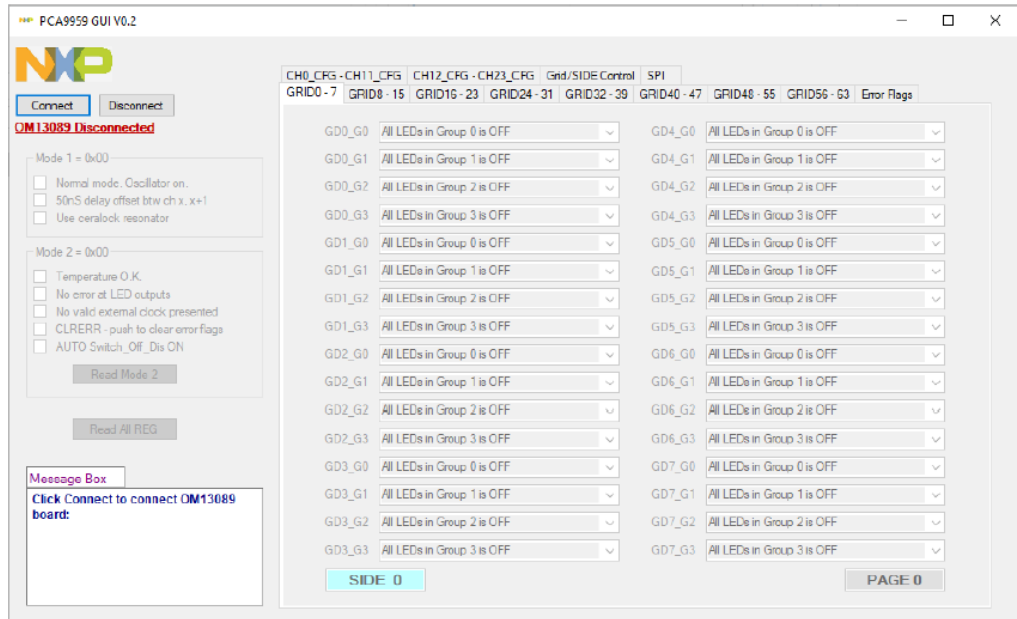 PCA9959 GUI V0.2
NXP
Connect
Disconnect
OM13089 Disconnected
Mode 1 = 0x00
Normal mode. Oscillator on.
50nS delay offset btw ch x, x+1
Use ceralock resonator
Mode 2 = 0x00
Temperature O.K.
No error at LED outputs
No valid external clock presented
CLRERR - push to clear error flags
AUTO Switch_Off_Dis ON
Read Mode 2
Read All REG
Message Box
Click Connect to connect OM13089
board:
CH0_CFG - CH11_CFG CH12_CFG - CH23_CFG Grid/SIDE Control SPI
GRID0 - 7 GRID8 - 15 GRID16 - 23 GRID24 - 31 GRID32 - 39 GRID40 - 47 GRID48 - 55 GRID56 - 63 Error Flags
GD0_G0 All LEDs in Group 0 is OFF
GD0_G1 All LEDs in Group 1 is OFF
GD0_G2 All LEDs in Group 2 is OFF
GD0_G3 All LEDs in Group 3 is OFF
GD1_G0 All LEDs in Group 0 is OFF
GD1_G1 All LEDs in Group 1 is OFF
GD1_G2 All LEDs in Group 2 is OFF
GD1_G3 All LEDs in Group 3 is OFF
GD2_G0 All LEDs in Group 0 is OFF
GD2_G1 All LEDs in Group 1 is OFF
GD2_G2 All LEDs in Group 2 is OFF
GD2_G3 All LEDs in Group 3 is OFF
GD3_G0 All LEDs in Group 0 is OFF
GD3_G1 All LEDs in Group 1 is OFF
GD3_G2 All LEDs in Group 2 is OFF
GD3_G3 All LEDs in Group 3 is OFF
GD4_G0 All LEDs in Group 0 is OFF
GD4_G1 All LEDs in Group 1 is OFF
GD4_G2 All LEDs in Group 2 is OFF
GD4_G3 All LEDs in Group 3 is OFF
GD5_G0 All LEDs in Group 0 is OFF
GD5_G1 All LEDs in Group 1 is OFF
GD5_G2 All LEDs in Group 2 is OFF
GD5_G3 All LEDs in Group 3 is OFF
GD6_G0 All LEDs in Group 0 is OFF
GD6_G1 All LEDs in Group 1 is OFF
GD6_G2 All LEDs in Group 2 is OFF
GD6_G3 All LEDs in Group 3 is OFF
GD7_G0 All LEDs in Group 0 is OFF
GD7_G1 All LEDs in Group 1 is OFF
GD7_G2 All LEDs in Group 2 is OFF
GD7_G3 All LEDs in Group 3 is OFF
SIDE 0
PAGE 0